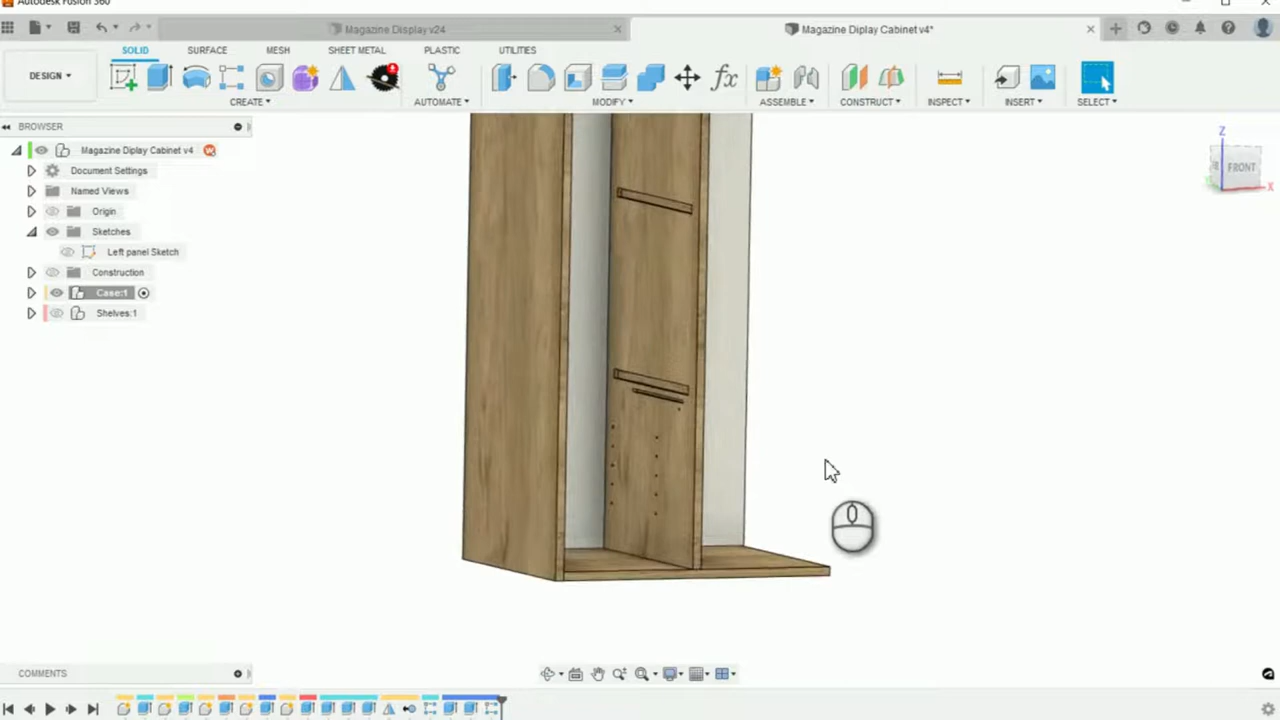 Autodesk Fusion 360
Magazine Display v24
Magazine Diplay Cabinet v4*
SOLID SURFACE MESH SHEET METAL PLASTIC UTILITIES
DESIGN
CREATE AUTOMATE MODIFY fx ASSEMBLE CONSTRUCT INSPECT INSERT SELECT
BROWSER
Magazine Diplay Cabinet v4
Document Settings
Named Views
Origin
Sketches
Left panel Sketch
Construction
Case:1
Shelves:1
Z
FRONT
X
COMMENTS